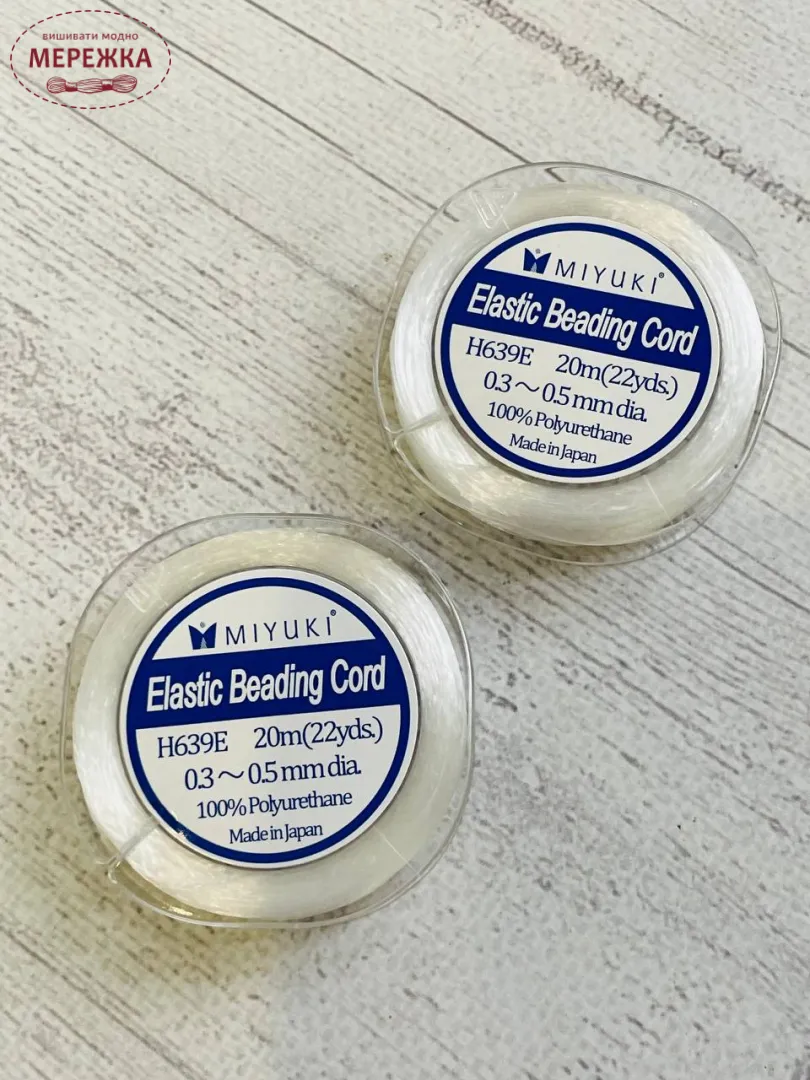 вишивати модно
МЕРЕЖКА
MIYUKI®
Elastic Beading Cord
H639E 20m(22yds.)
0.3～0.5 mm dia.
100% Polyurethane
Made in Japan
MIYUKI®
Elastic Beading Cord
H639E 20m(22yds.)
0.3～0.5 mm dia.
100% Polyurethane
Made in Japan